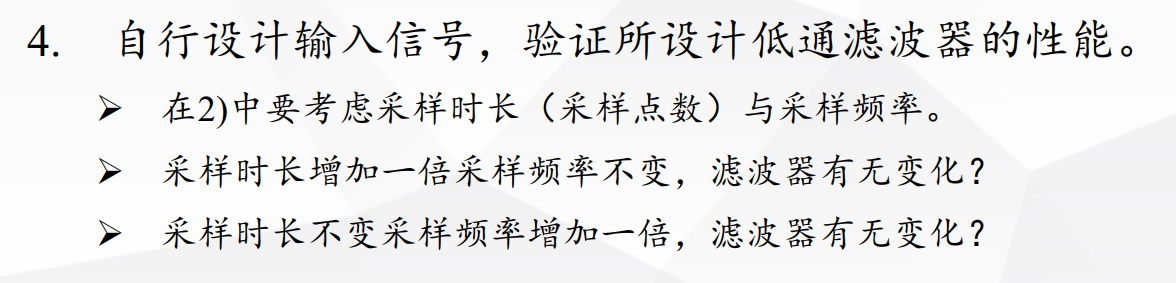 4. 自行设计输入信号，验证所设计低通滤波器的性能。
➢ 在2)中要考虑采样时长（采样点数）与采样频率。
➢ 采样时长增加一倍采样频率不变，滤波器有无变化？
➢ 采样时长不变采样频率增加一倍，滤波器有无变化？